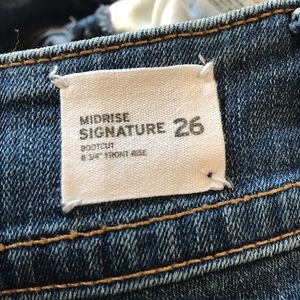 MIDRISE
SIGNATURE 26
BOOTCUT
8 3/4" FRONT RISE